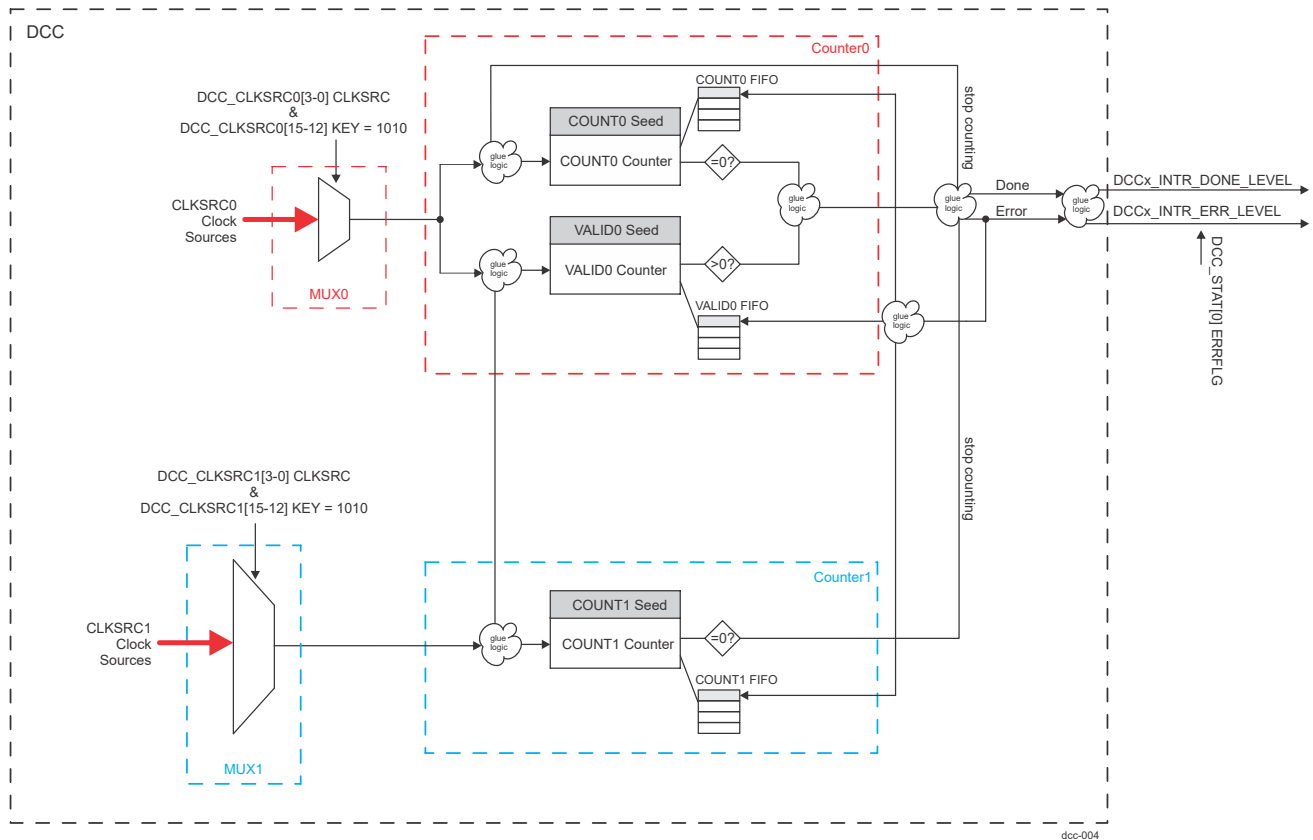 DCC
Counter0
COUNT0 FIFO
DCC_CLKSRC0[3-0] CLKSRC
&
DCC_CLKSRC0[15-12] KEY = 1010
COUNT0 Seed
COUNT0 Counter
=0?
glue
logic
stop counting
CLKSRC0
Clock
Sources
MUX0
glue
logic
glue
logic
Done
Error
glue
logic
DCCx_INTR_DONE_LEVEL
DCCx_INTR_ERR_LEVEL
VALID0 Seed
VALID0 Counter
>0?
glue
logic
DCC_STAT[0] ERRFLG
VALID0 FIFO
glue
logic
stop counting
DCC_CLKSRC1[3-0] CLKSRC
&
DCC_CLKSRC1[15-12] KEY = 1010
Counter1
COUNT1 Seed
COUNT1 Counter
=0?
glue
logic
CLKSRC1
Clock
Sources
COUNT1 FIFO
MUX1
dcc-004